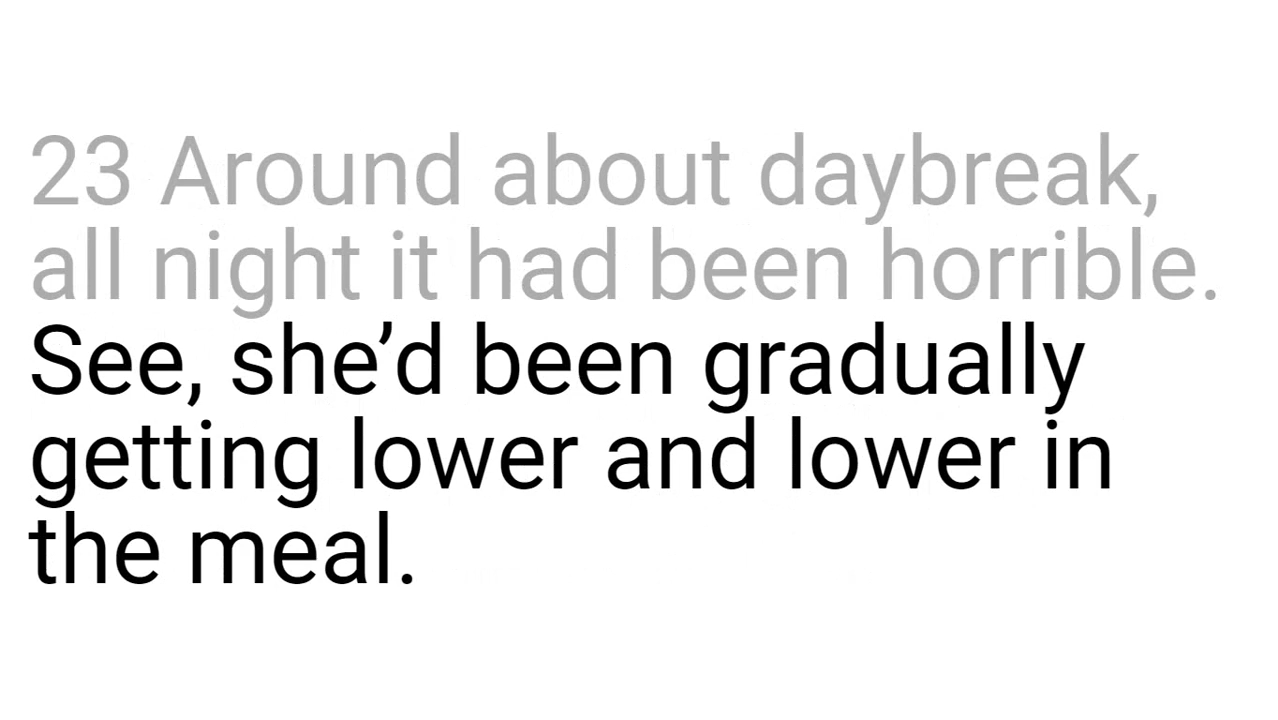 23 Around about daybreak,
all night it had been horrible.
See, she’d been gradually
getting lower and lower in
the meal.